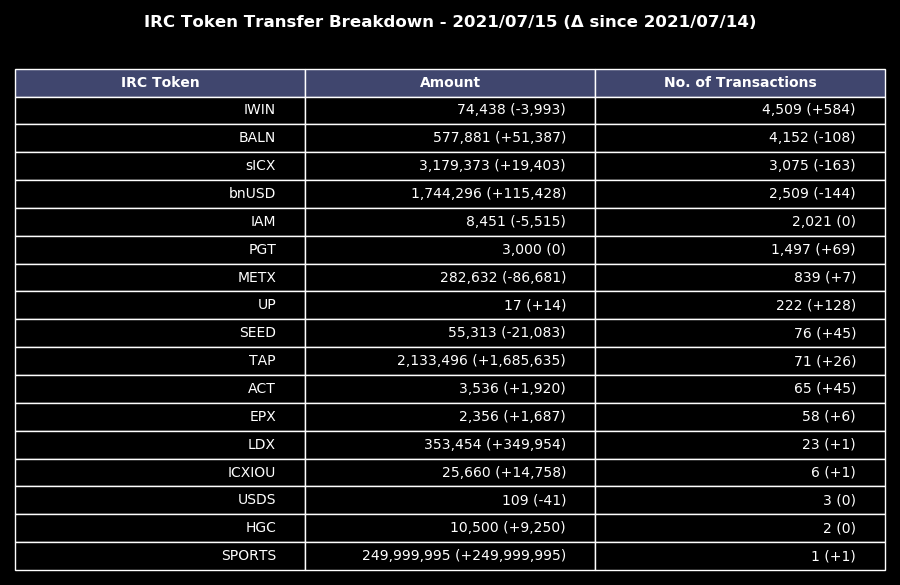 IRC Token Transfer Breakdown - 2021/07/15 (Δ since 2021/07/14)
IRC Token Amount No. of Transactions
IWIN 74,438 (-3,993) 4,509 (+584)
BALN 577,881 (+51,387) 4,152 (-108)
sICX 3,179,373 (+19,403) 3,075 (-163)
bnUSD 1,744,296 (+115,428) 2,509 (-144)
IAM 8,451 (-5,515) 2,021 (0)
PGT 3,000 (0) 1,497 (+69)
METX 282,632 (-86,681) 839 (+7)
UP 17 (+14) 222 (+128)
SEED 55,313 (-21,083) 76 (+45)
TAP 2,133,496 (+1,685,635) 71 (+26)
ACT 3,536 (+1,920) 65 (+45)
EPX 2,356 (+1,687) 58 (+6)
LDX 353,454 (+349,954) 23 (+1)
ICXIOU 25,660 (+14,758) 6 (+1)
USDS 109 (-41) 3 (0)
HGC 10,500 (+9,250) 2 (0)
SPORTS 249,999,995 (+249,999,995) 1 (+1)